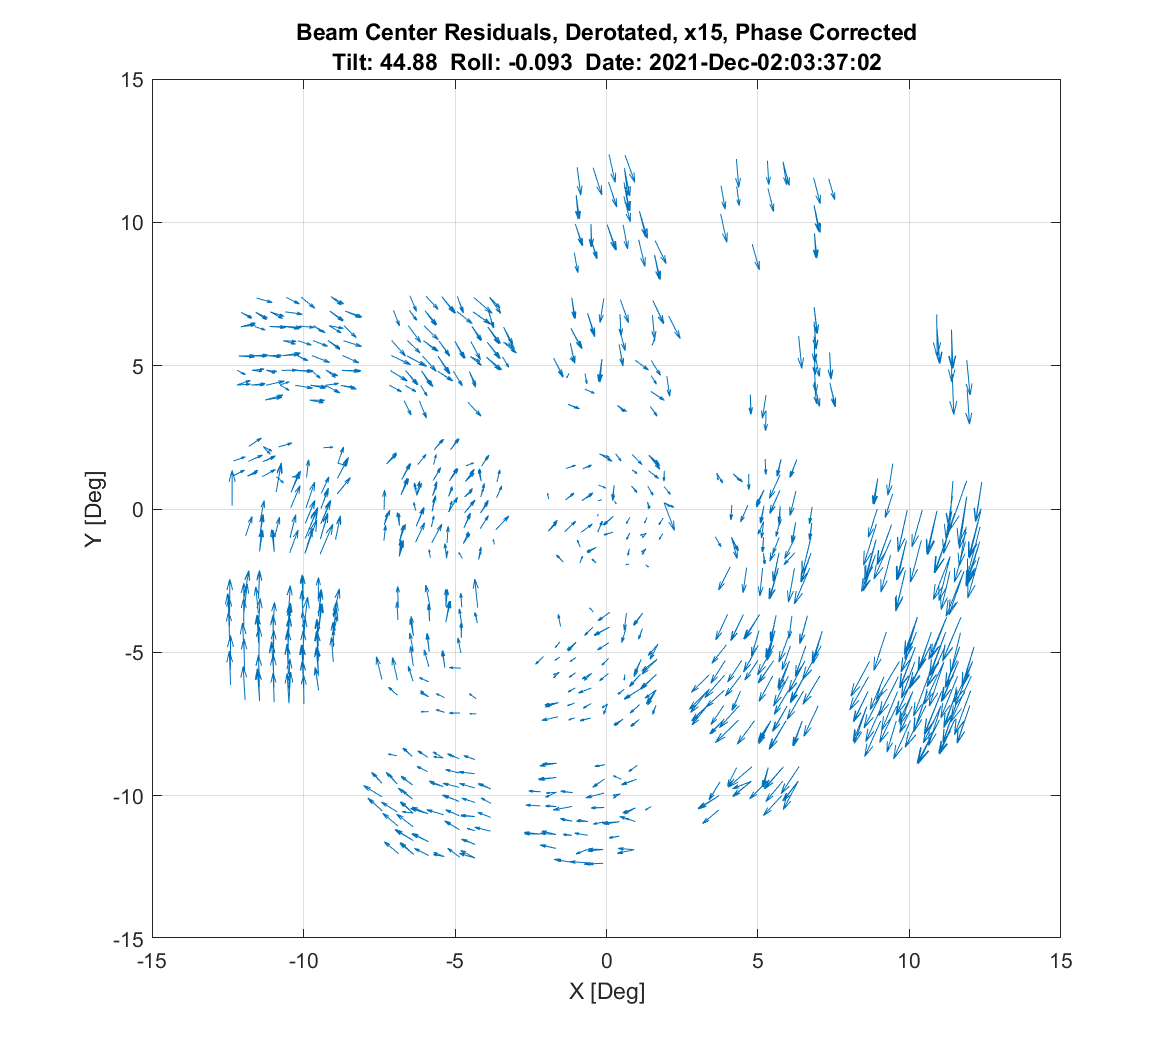 Beam Center Residuals, Derotated, x15, Phase Corrected
Tilt: 44.88 Roll: -0.093 Date: 2021-Dec-02:03:37:02
15
10
5
0
-5
-10
-15
Y [Deg]
-15 -10 -5 0 5 10 15
X [Deg]